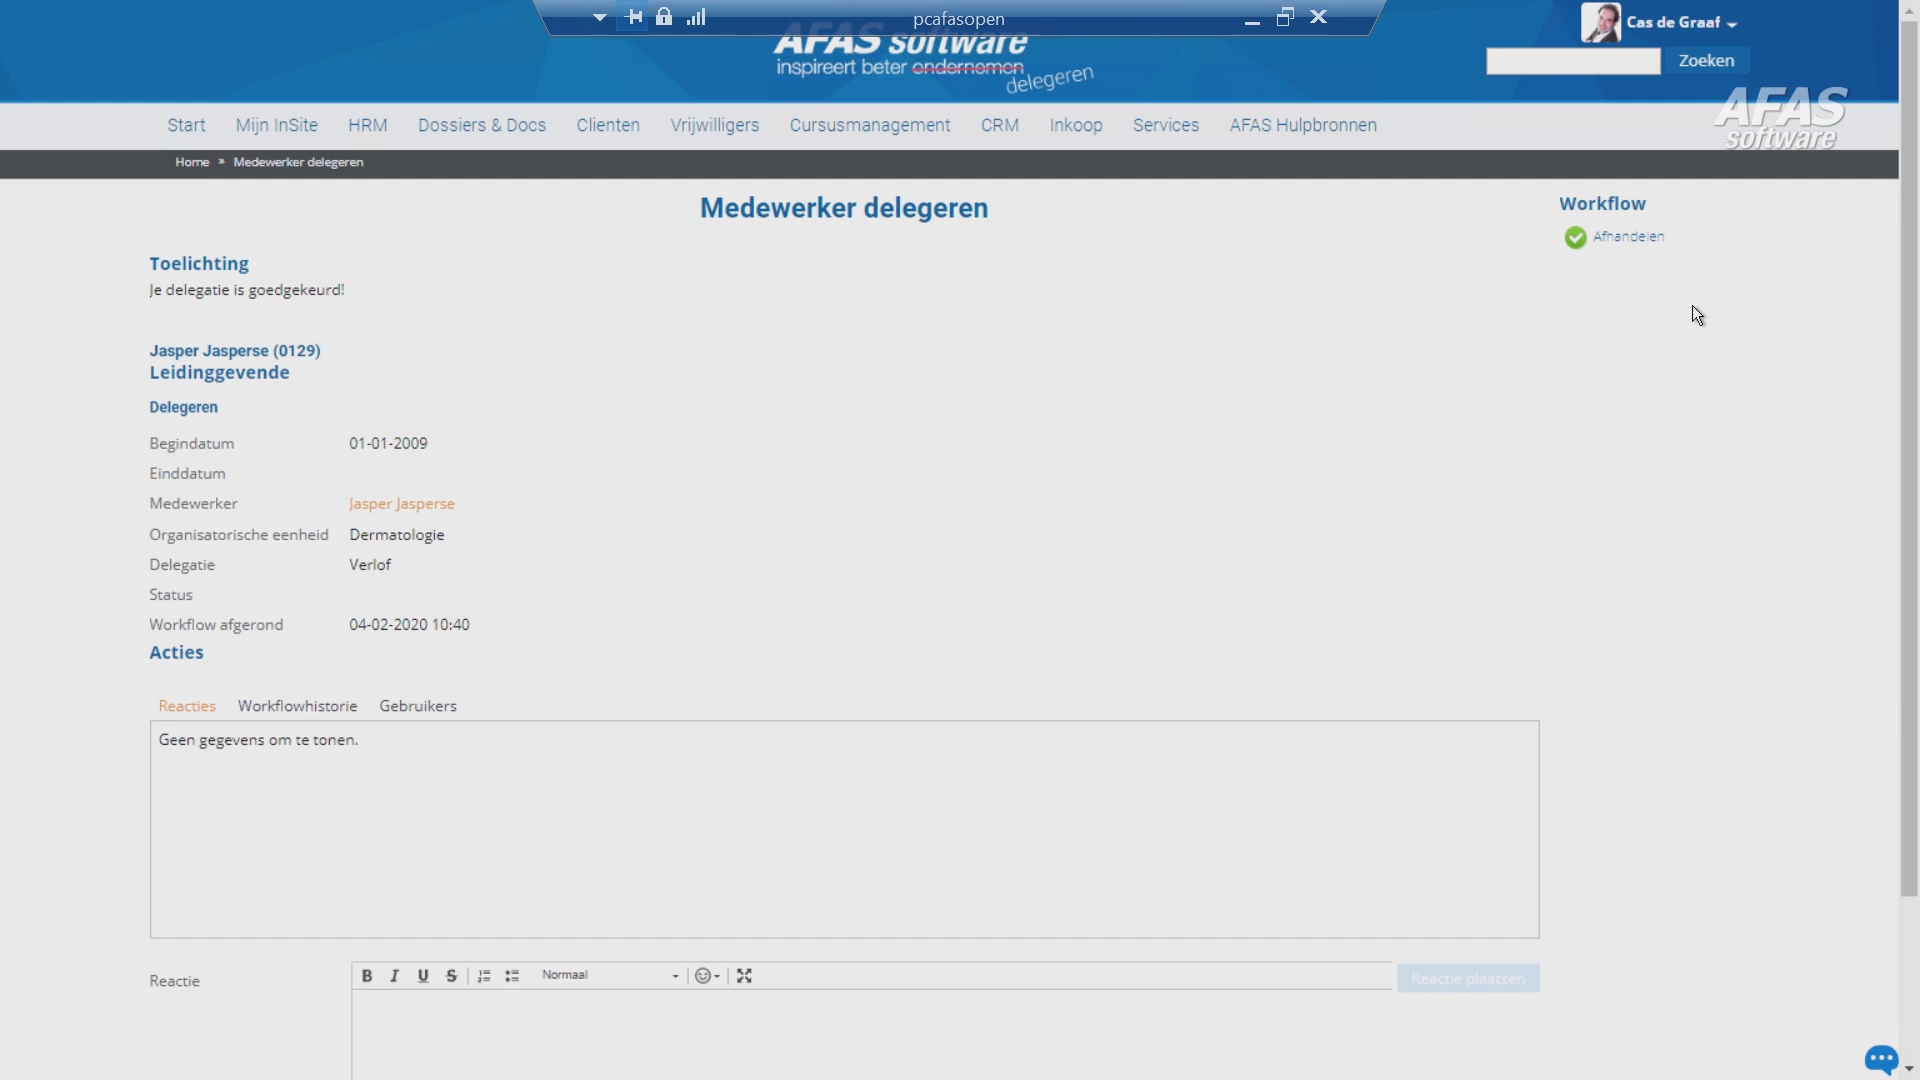 pcafasopen
Cas de Graaf
AFAS software
inspireert beter ondernemen
delegeren
Zoeken
AFAS
software
Start Mijn InSite HRM Dossiers & Docs Clienten Vrijwilligers Cursusmanagement CRM Inkoop Services AFAS Hulpbronnen
Home » Medewerker delegeren
Medewerker delegeren
Workflow
Afhandelen
Toelichting
Je delegatie is goedgekeurd!
Jasper Jasperse (0129)
Leidinggevende
Delegeren
Begindatum 01-01-2009
Einddatum
Medewerker Jasper Jasperse
Organisatorische eenheid Dermatologie
Delegatie Verlof
Status
Workflow afgerond 04-02-2020 10:40
Acties
Reacties Workflowhistorie Gebruikers
Geen gegevens om te tonen.
Reactie
B I U S Normaal
Reactie plaatsen